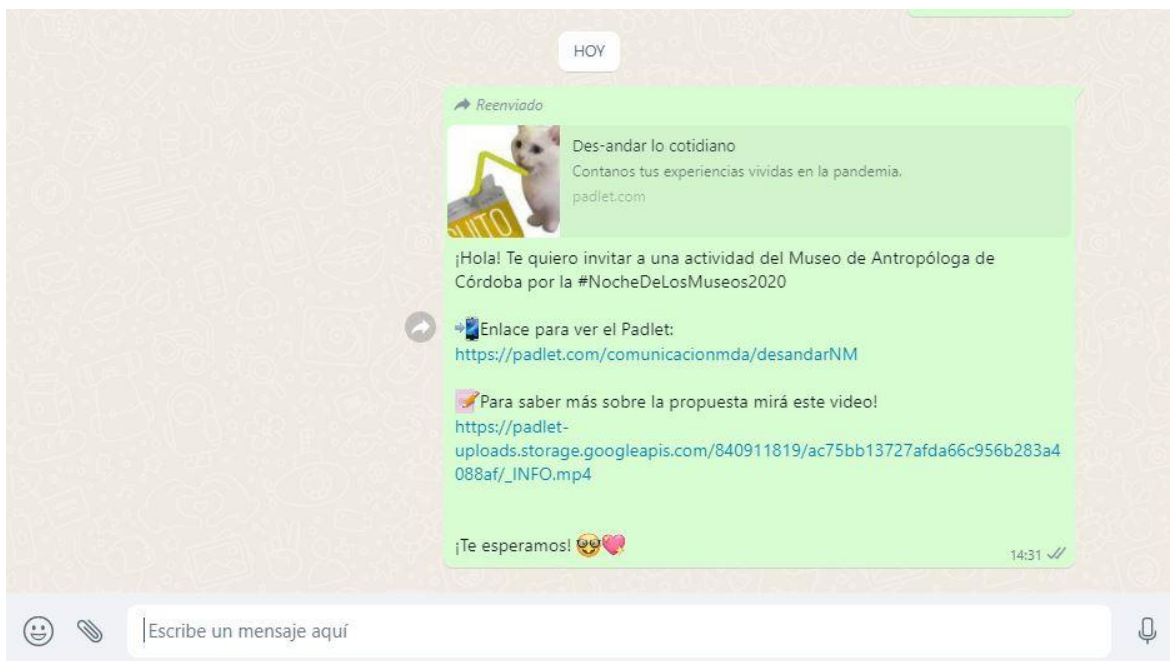 HOY
Reenviado
UITO
Des-andar lo cotidiano
Contanos tus experiencias vividas en la pandemia.
padlet.com
¡Hola! Te quiero invitar a una actividad del Museo de Antropóloga de
Córdoba por la #NocheDeLosMuseos2020
Enlace para ver el Padlet:
https://padlet.com/comunicacionmda/desandarNM
Para saber más sobre la propuesta mirá este video!
https://padlet-
uploads.storage.googleapis.com/840911819/ac75bb13727afda66c956b283a4
088af/_INFO.mp4
¡Te esperamos!
14:31
Escribe un mensaje aquí